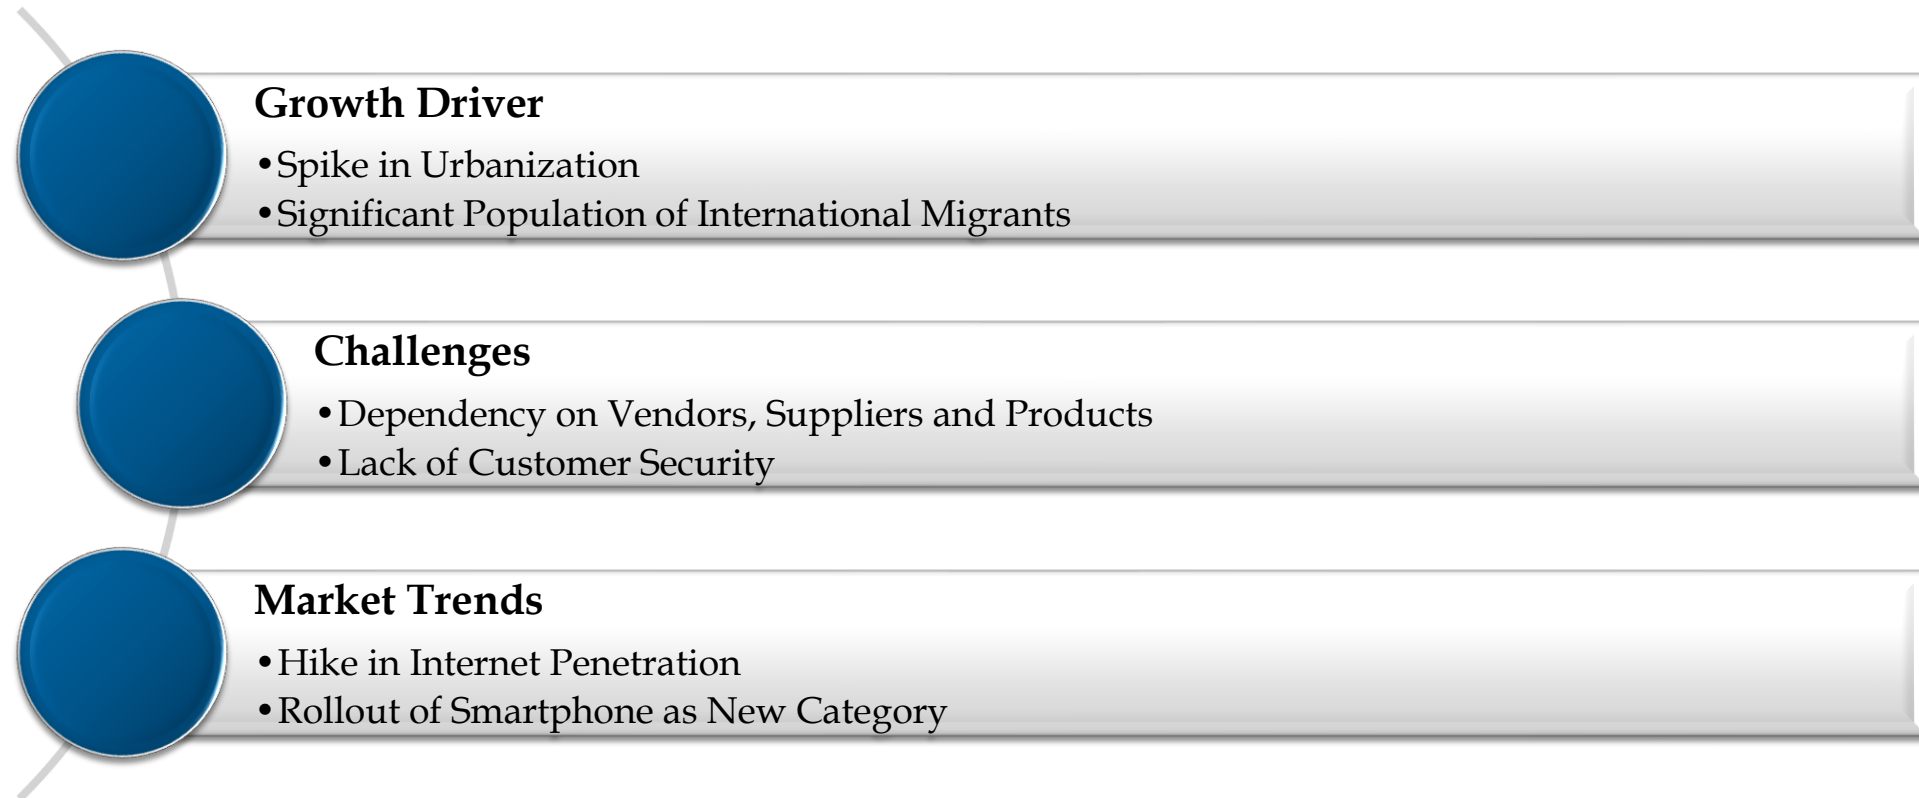 Growth Driver
•Spike in Urbanization
•Significant Population of International Migrants
Challenges
•Dependency on Vendors, Suppliers and Products
•Lack of Customer Security
Market Trends
•Hike in Internet Penetration
•Rollout of Smartphone as New Category